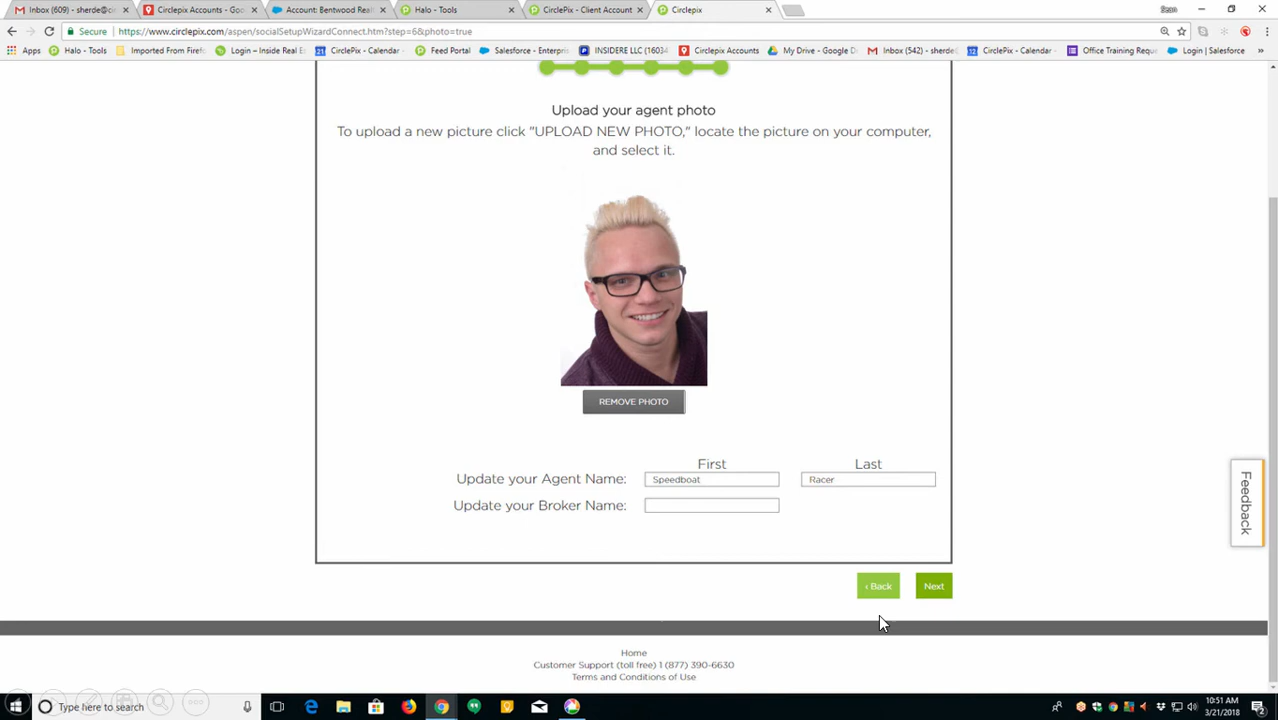 Inbox (609) - sherde@ci
Circlepix Accounts - Goo
Account: Bentwood Real
Halo - Tools
CirclePix - Client Account
Circlepix
Sean
Secure
https://www.circlepix.com/aspen/socialSetupWizardConnect.htm?step=6&photo=true
Apps
Halo - Tools
Imported From Firef
Login – Inside Real Es
CirclePix - Calendar
Feed Portal
Salesforce - Enterpris
INSIDERE LLC (16034
Circlepix Accounts
My Drive - Google D
Inbox (542) - sherde
CirclePix - Calendar
Office Training Requ
Login | Salesforce
Upload your agent photo
To upload a new picture click "UPLOAD NEW PHOTO," locate the picture on your computer,
and select it.
REMOVE PHOTO
First Last
Update your Agent Name: Speedboat Racer
Update your Broker Name:
Feedback
‹ Back Next
Home
Customer Support (toll free) 1 (877) 390-6630
Terms and Conditions of Use
Type here to search
10:51 AM
3/21/2018
2